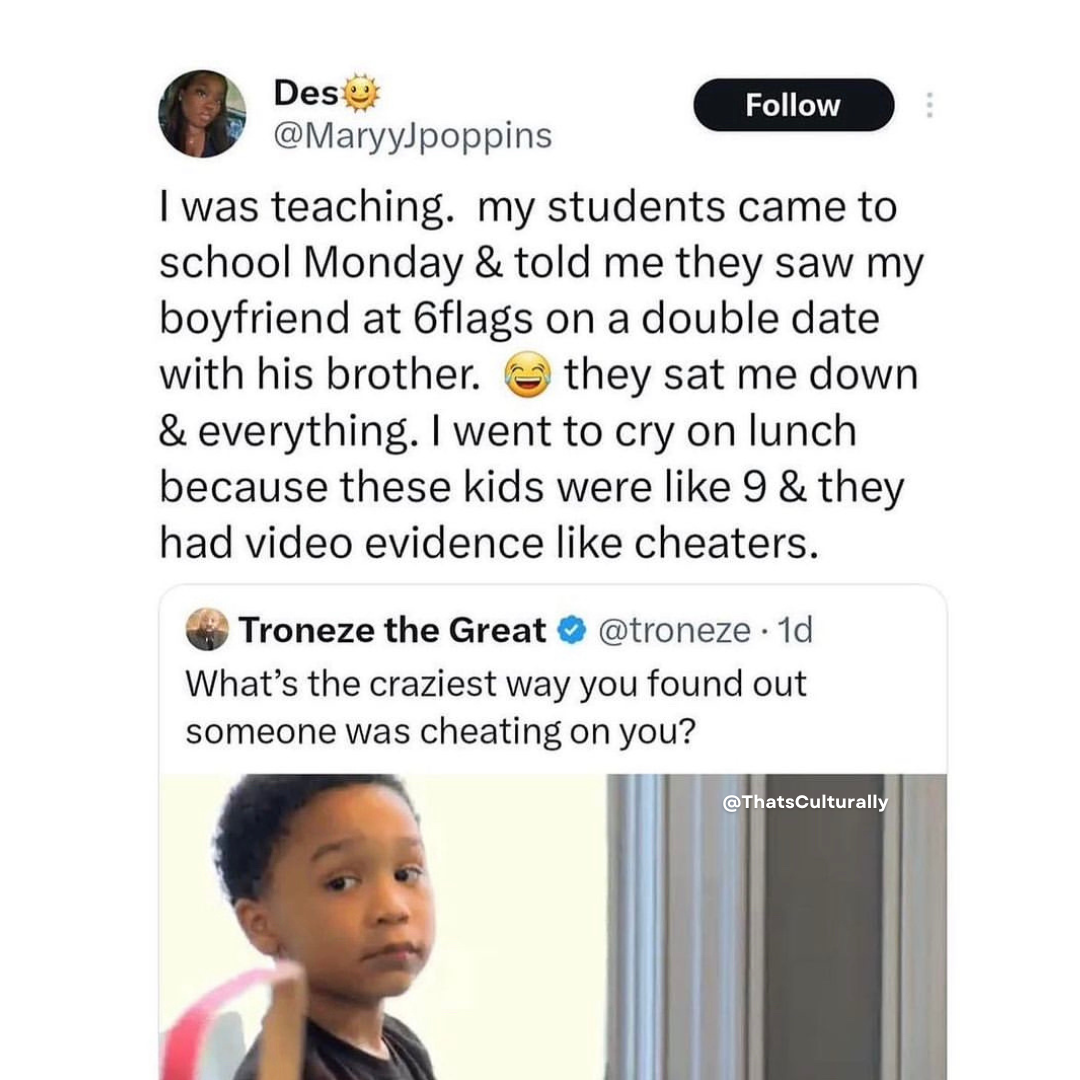 Des🌞
Follow
@MaryyJpoppins
I was teaching.  my students came to
school Monday & told me they saw my
boyfriend at 6flags on a double date
with his brother.  😂 they sat me down
& everything. I went to cry on lunch
because these kids were like 9 & they
had video evidence like cheaters.
Troneze the Great @troneze · 1d
What’s the craziest way you found out
someone was cheating on you?
@ThatsCulturally